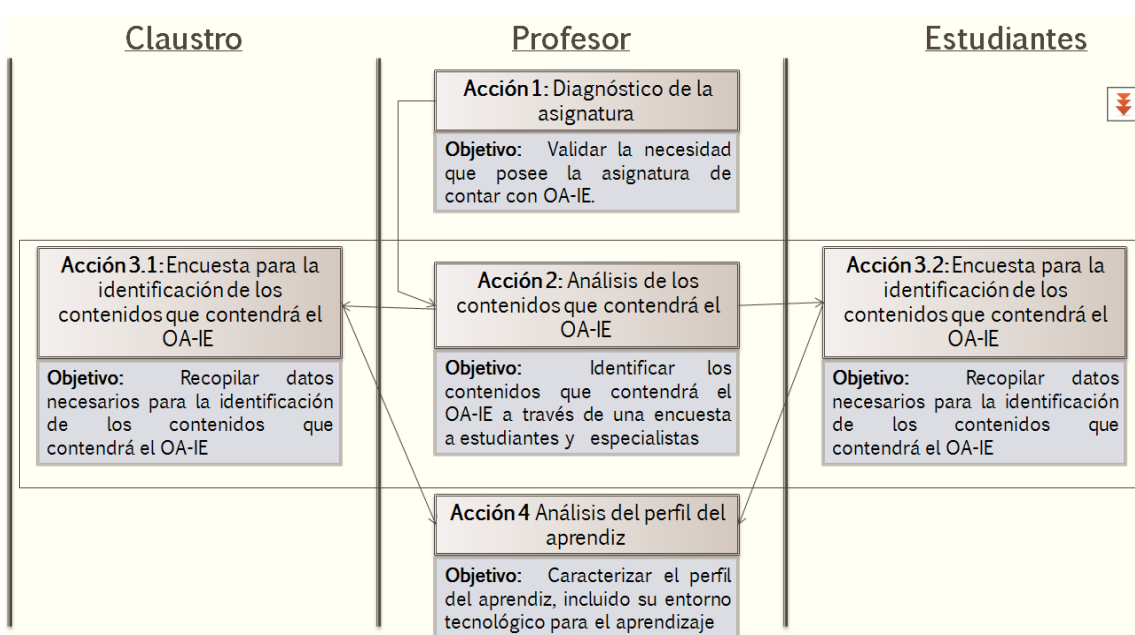 Claustro
Profesor
Estudiantes
Acción 1: Diagnóstico de la
asignatura
Objetivo: Validar la necesidad
que posee la asignatura de
contar con OA-IE.
Acción 3.1: Encuesta para la
identificación de los
contenidos que contendrá el
OA-IE
Objetivo: Recopilar datos
necesarios para la identificación
de los contenidos que
contendrá el OA-IE
Acción 2: Análisis de los
contenidos que contendrá el
OA-IE
Objetivo: Identificar los
contenidos que contendrá el
OA-IE a través de una encuesta
a estudiantes y especialistas
Acción 3.2: Encuesta para la
identificación de los
contenidos que contendrá el
OA-IE
Objetivo: Recopilar datos
necesarios para la identificación
de los contenidos que
contendrá el OA-IE
Acción 4 Análisis del perfil del
aprendiz
Objetivo: Caracterizar el perfil
del aprendiz, incluido su entorno
tecnológico para el aprendizaje